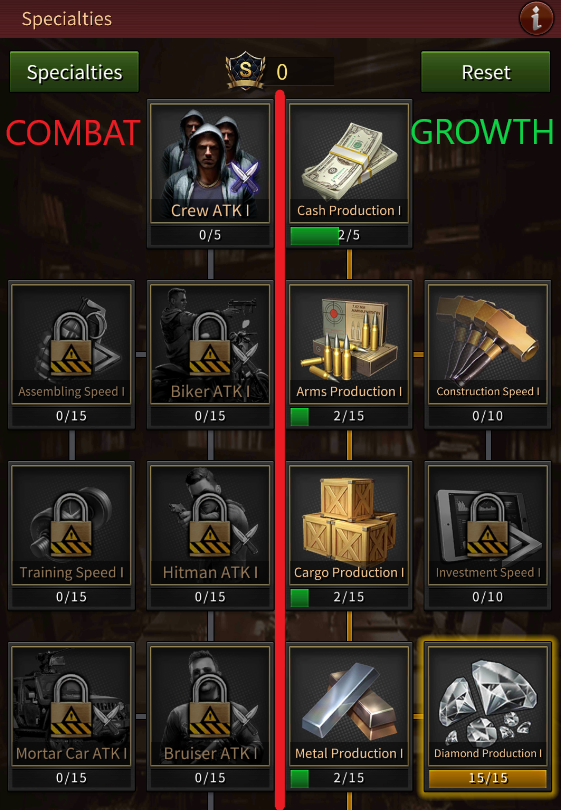 Specialties
Specialties
S 0
Reset
COMBAT
GROWTH
Crew ATK I
Cash Production I
0/5
2/5
Assembling Speed I
Biker ATK I
Arms Production I
Construction Speed I
0/15
0/15
2/15
0/10
Training Speed I
Hitman ATK I
Cargo Production I
Investment Speed I
0/15
0/15
2/15
0/10
Mortar Car ATK I
Bruiser ATK I
Metal Production I
Diamond Production I
0/15
0/15
2/15
15/15